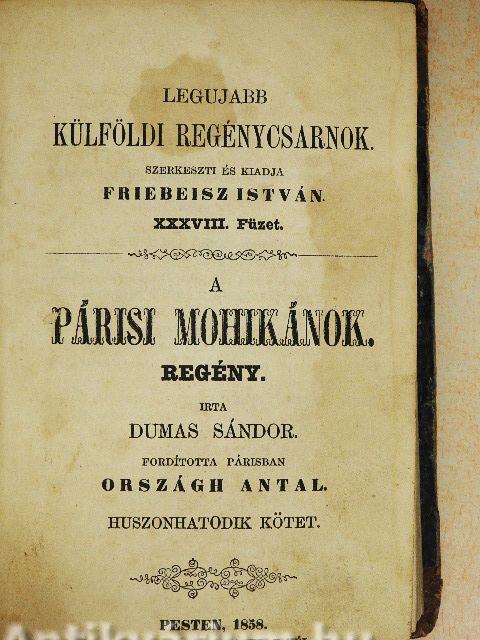 LEGUJABB
KÜLFÖLDI REGÉNYCSARNOK.
SZERKESZTI ÉS KIADJA
FRIEBEISZ ISTVÁN.
XXXVIII. Füzet.
A
PÁRISI MOHIKÁNOK.
REGÉNY.
IRTA
DUMAS SÁNDOR.
FORDÍTOTTA PÁRISBAN
ORSZÁGH ANTAL.
HUSZONHATODIK KÖTET.
PESTEN, 1858.